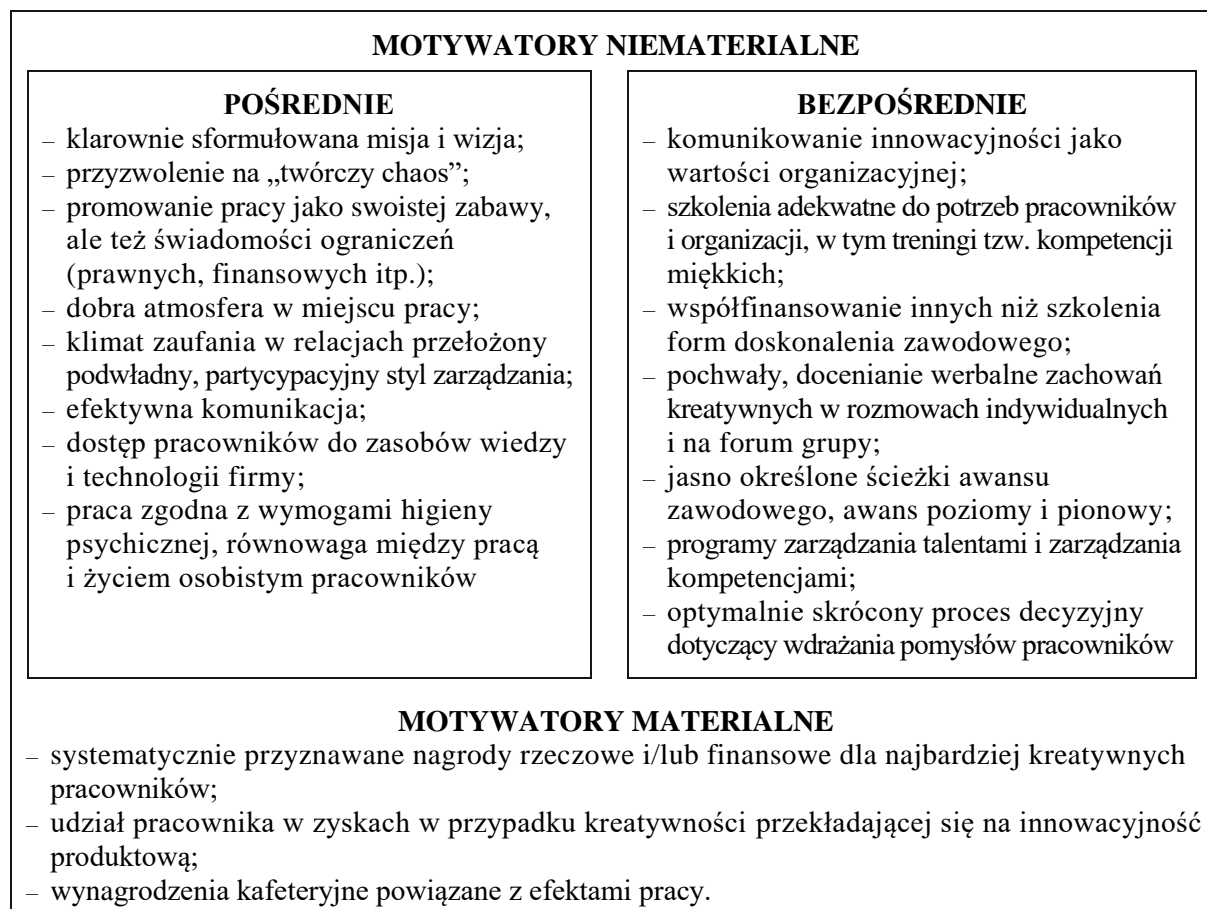 MOTYWATORY NIEMATERIALNE
POŚREDNIE
– klarownie sformułowana misja i wizja;
– przyzwolenie na „twórczy chaos”;
– promowanie pracy jako swoistej zabawy,
ale też świadomości ograniczeń
(prawnych, finansowych itp.);
– dobra atmosfera w miejscu pracy;
– klimat zaufania w relacjach przełożony
podwładny, partycypacyjny styl zarządzania;
– efektywna komunikacja;
– dostęp pracowników do zasobów wiedzy
i technologii firmy;
– praca zgodna z wymogami higieny
psychicznej, równowaga między pracą
i życiem osobistym pracowników
BEZPOŚREDNIE
– komunikowanie innowacyjności jako
wartości organizacyjnej;
– szkolenia adekwatne do potrzeb pracowników
i organizacji, w tym treningi tzw. kompetencji
miękkich;
– współfinansowanie innych niż szkolenia
form doskonalenia zawodowego;
– pochwały, docenianie werbalne zachowań
kreatywnych w rozmowach indywidualnych
i na forum grupy;
– jasno określone ścieżki awansu
zawodowego, awans poziomy i pionowy;
– programy zarządzania talentami i zarządzania
kompetencjami;
– optymalnie skrócony proces decyzyjny
dotyczący wdrażania pomysłów pracowników
MOTYWATORY MATERIALNE
– systematycznie przyznawane nagrody rzeczowe i/lub finansowe dla najbardziej kreatywnych
pracowników;
– udział pracownika w zyskach w przypadku kreatywności przekładającej się na innowacyjność
produktową;
– wynagrodzenia kafeteryjne powiązane z efektami pracy.